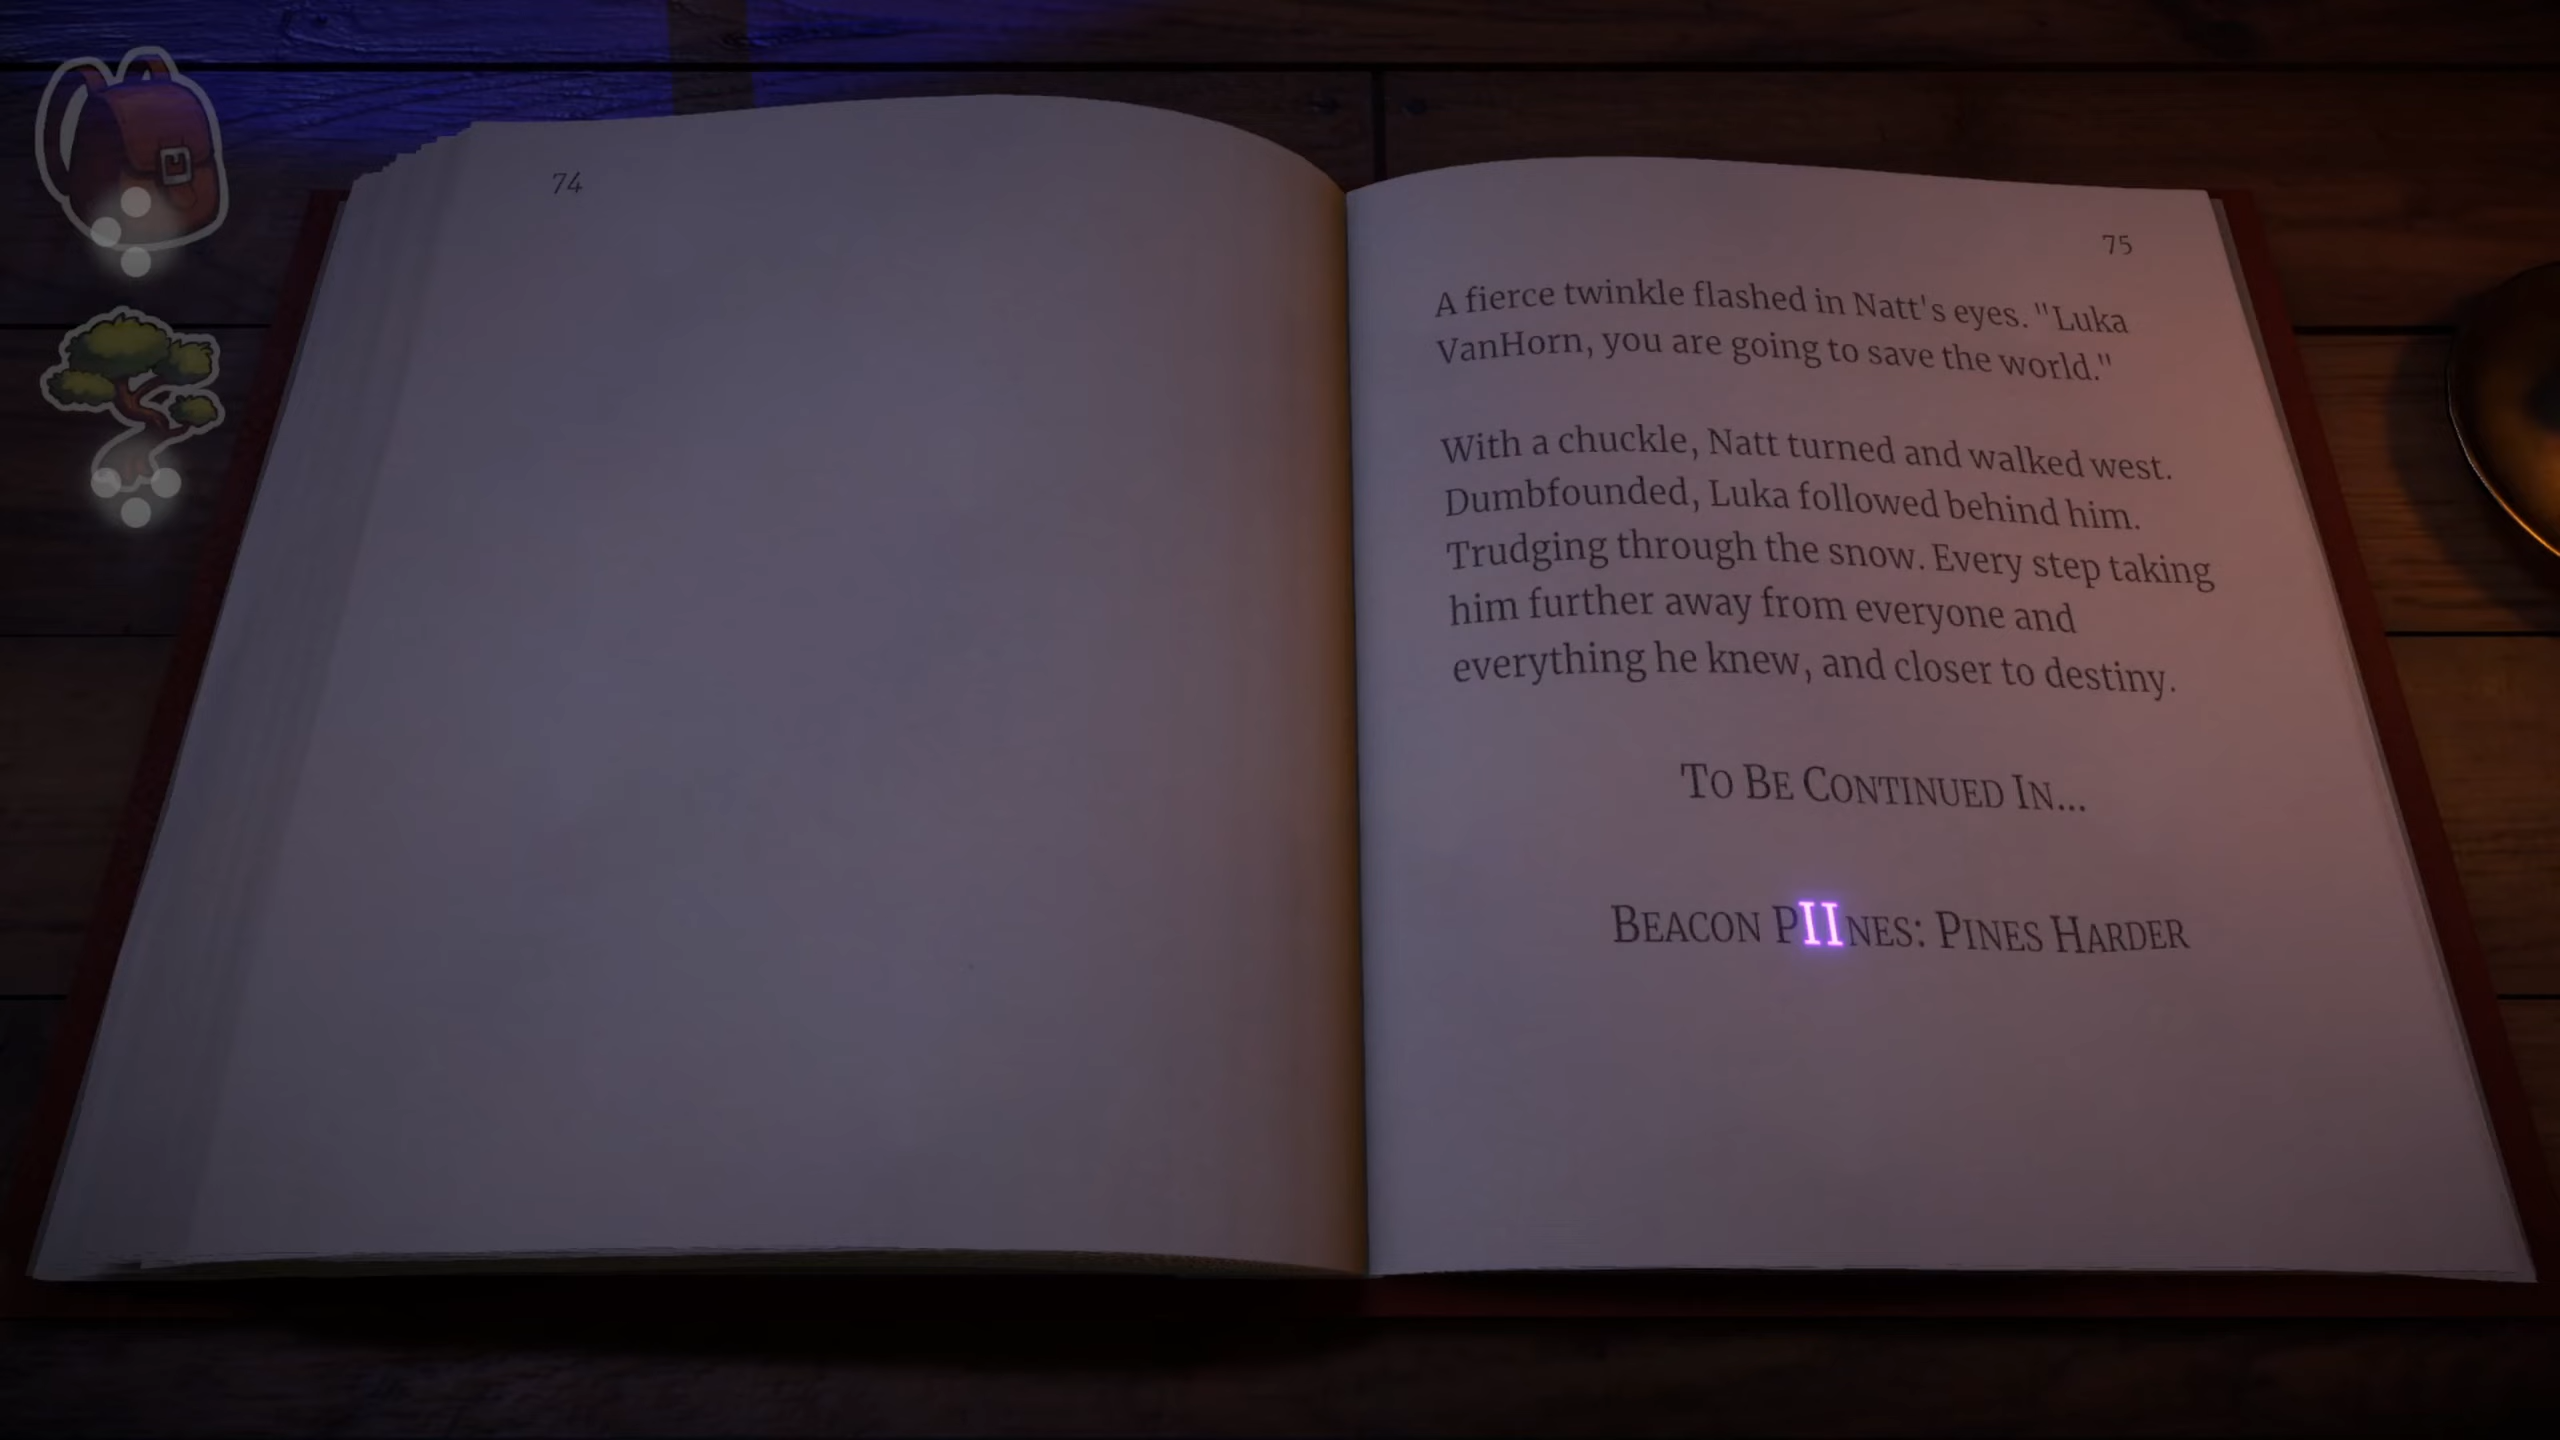 74
75
A fierce twinkle flashed in Natt's eyes. "Luka
VanHorn, you are going to save the world."
With a chuckle, Natt turned and walked west.
Dumbfounded, Luka followed behind him.
Trudging through the snow. Every step taking
him further away from everyone and
everything he knew, and closer to destiny.
TO BE CONTINUED IN...
BEACON PIINES: PINES HARDER